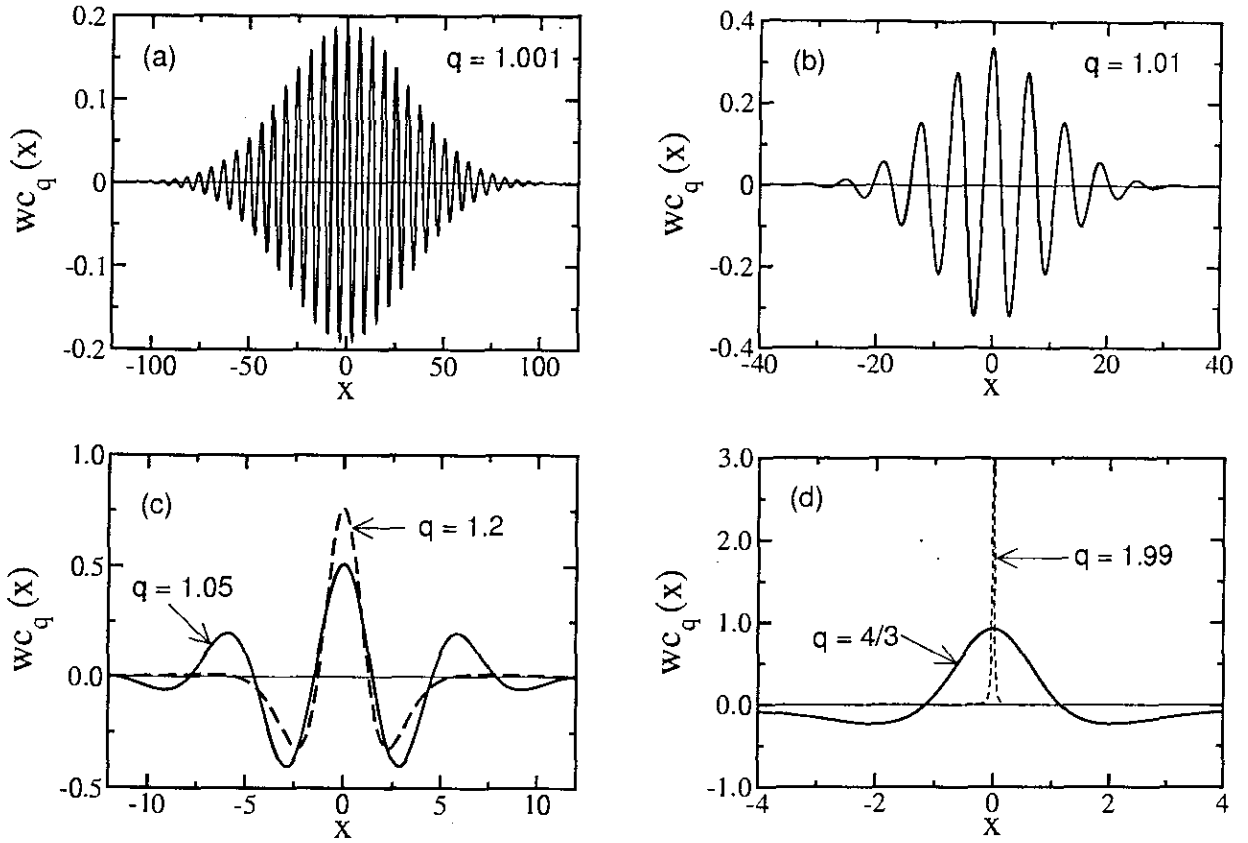 (a)
q = 1.001
wc_q (x)
0.2
0.1
0
-0.1
-0.2
-100
-50
0
50
100
x
(b)
q = 1.01
wc_q (x)
0.4
0.2
0
-0.2
-0.4
-40
-20
0
20
40
x
(c)
q = 1.2
q = 1.05
wc_q (x)
1.0
0.5
0.0
-0.5
-10
-5
0
5
10
x
(d)
q = 1.99
q = 4/3
wc_q (x)
3.0
2.0
1.0
0.0
-1.0
-4
-2
0
2
4
x